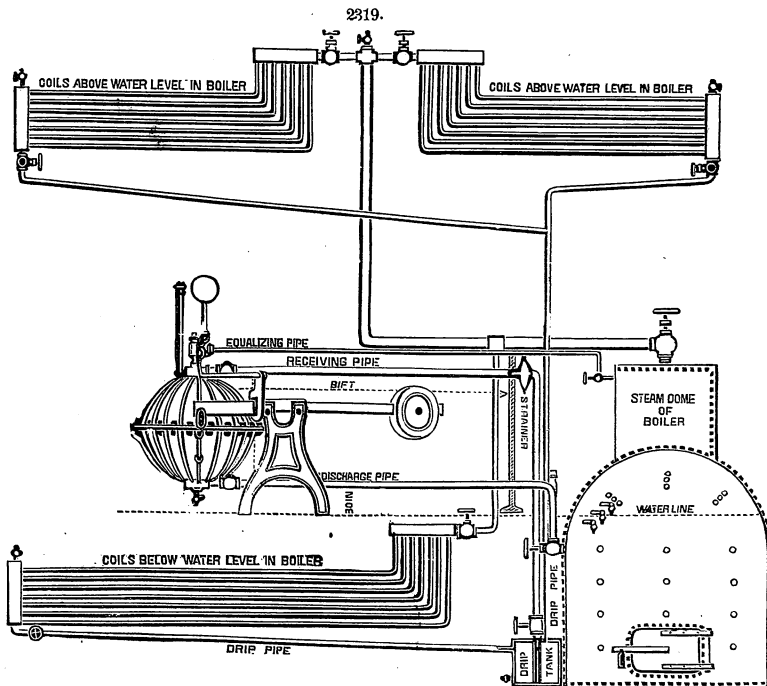 2319.
COILS ABOVE WATER LEVEL IN BOILER
COILS ABOVE WATER LEVEL IN BOILER
EQUALIZING PIPE
RECEIVING PIPE
STRAINER
STEAM DOME
OF
BOILER
DISCHARGE PIPE
WATER LINE
COILS BELOW WATER LEVEL IN BOILER
DRIP PIPE
DRIP PIPE
DRIP
TANK